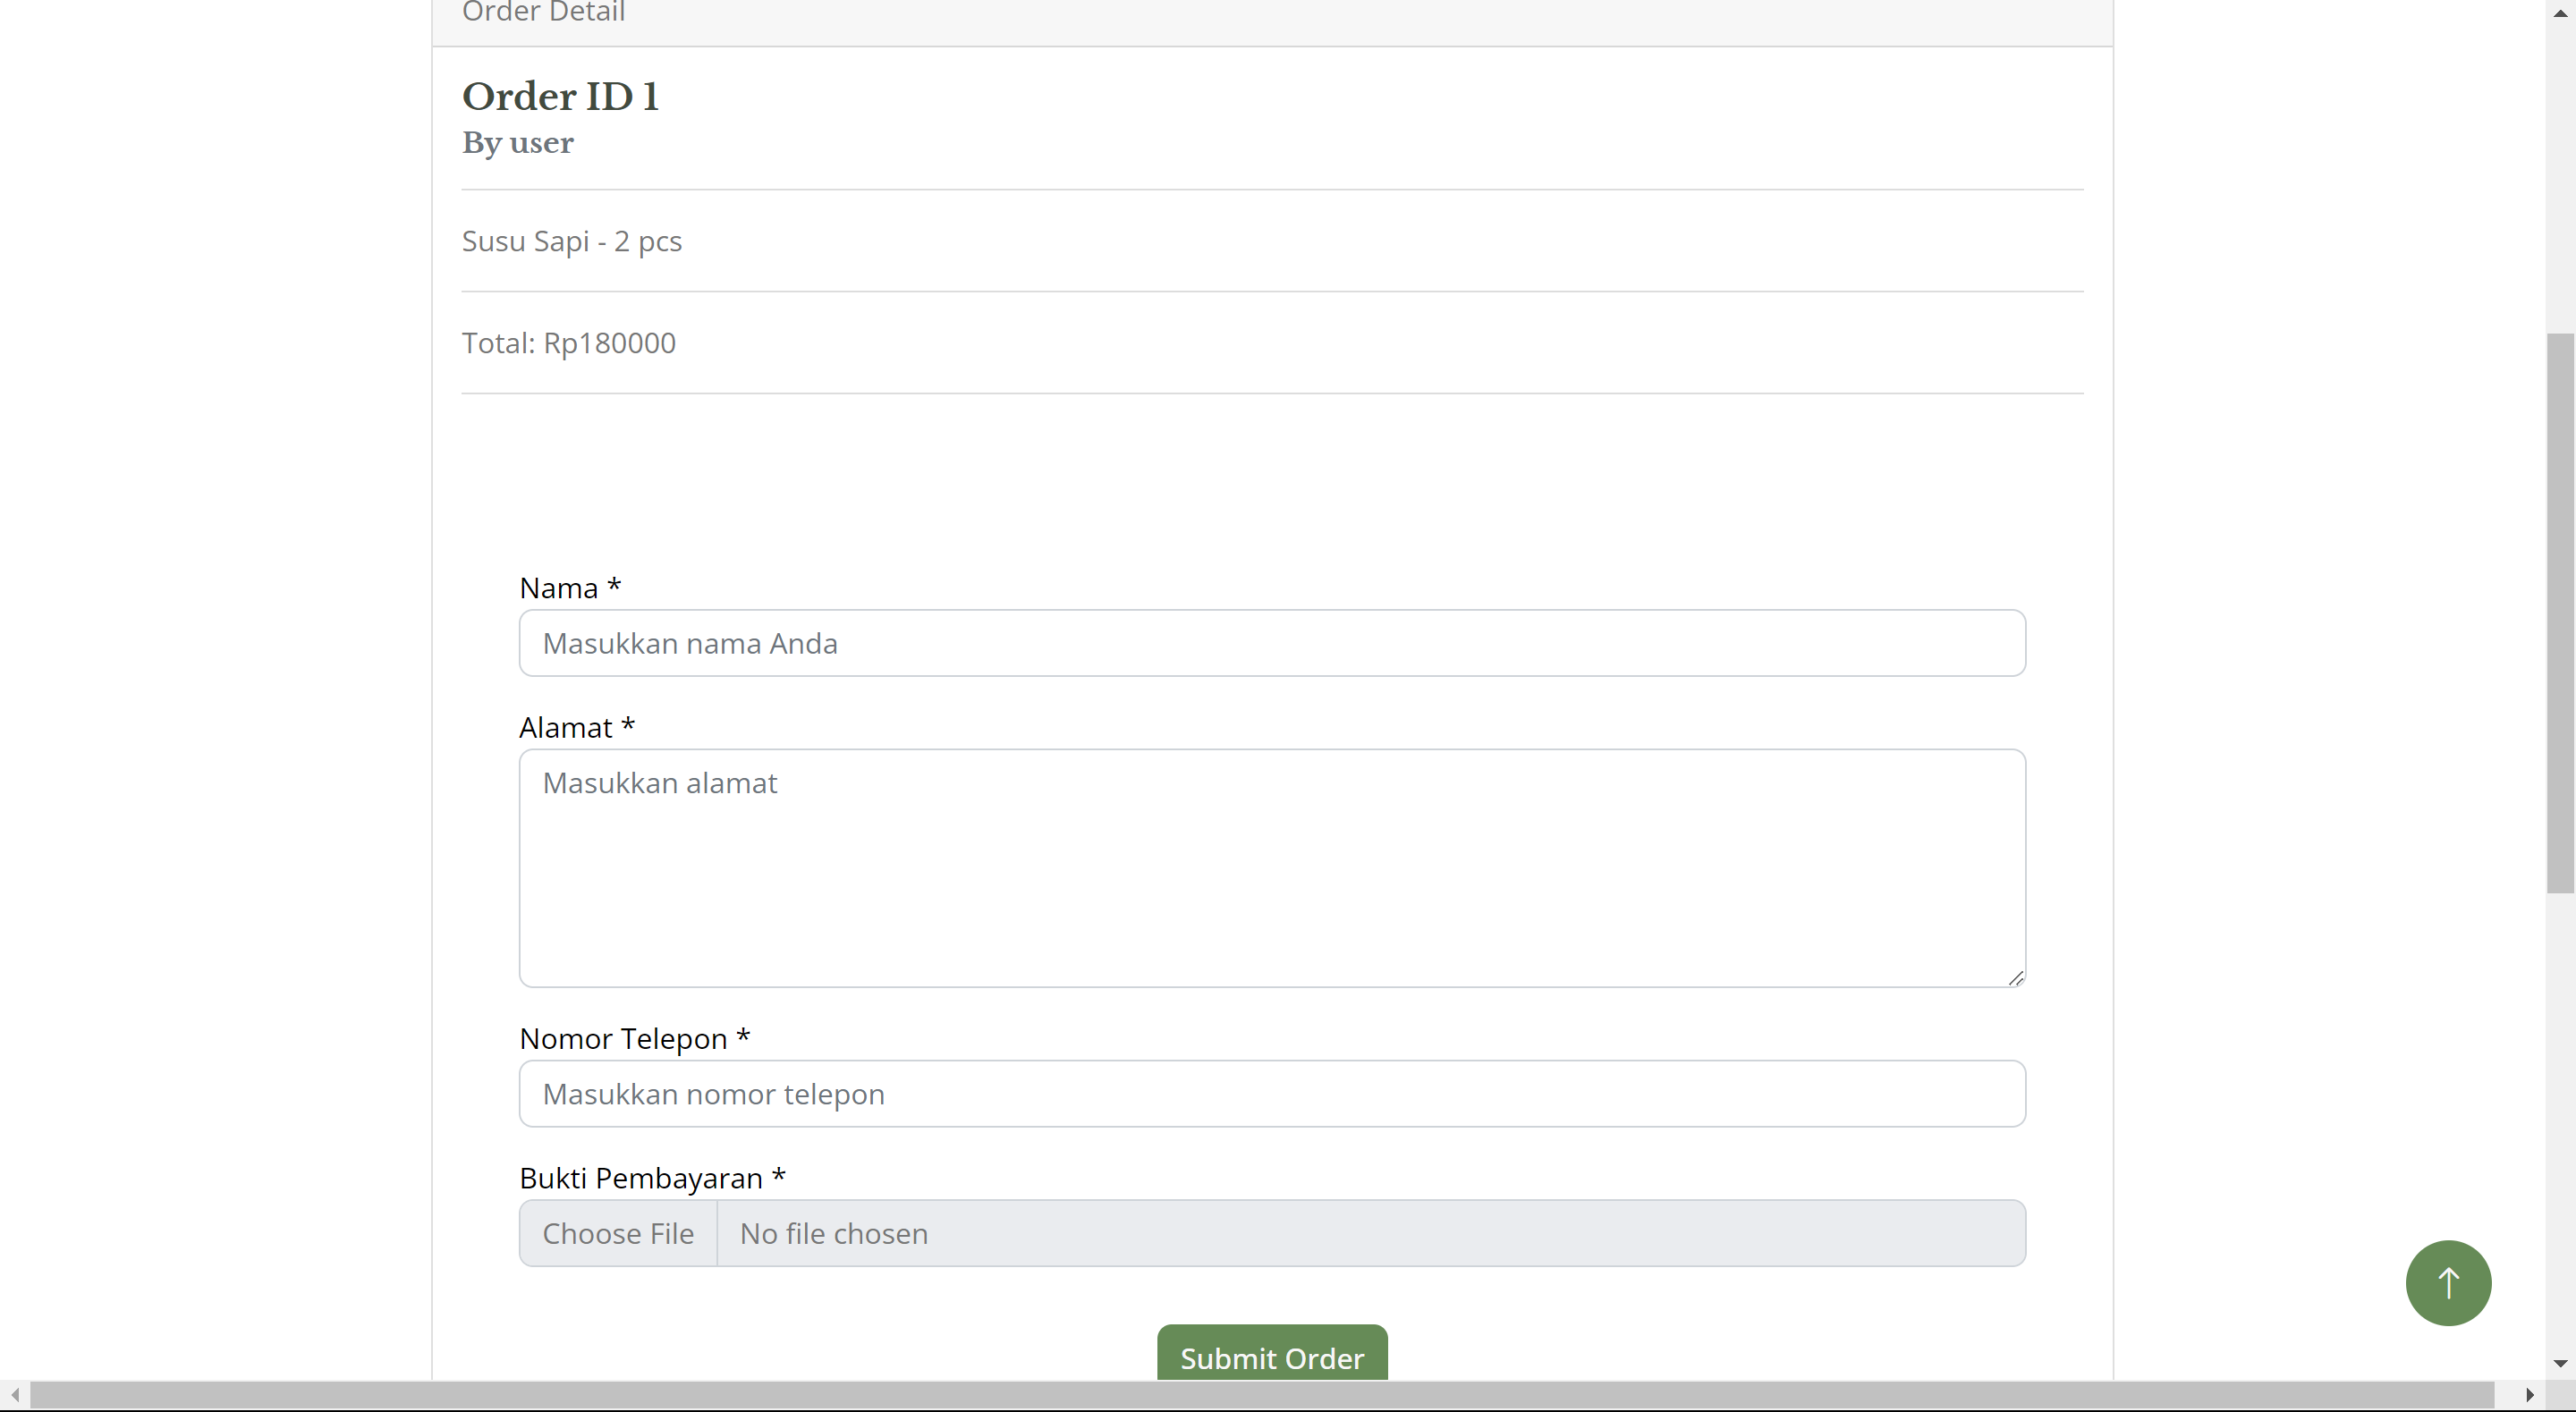 Order Detail
Order ID 1
By user
Susu Sapi - 2 pcs
Total: Rp180000
Nama *
Masukkan nama Anda
Alamat *
Masukkan alamat
Nomor Telepon *
Masukkan nomor telepon
Bukti Pembayaran *
Choose File No file chosen
Submit Order